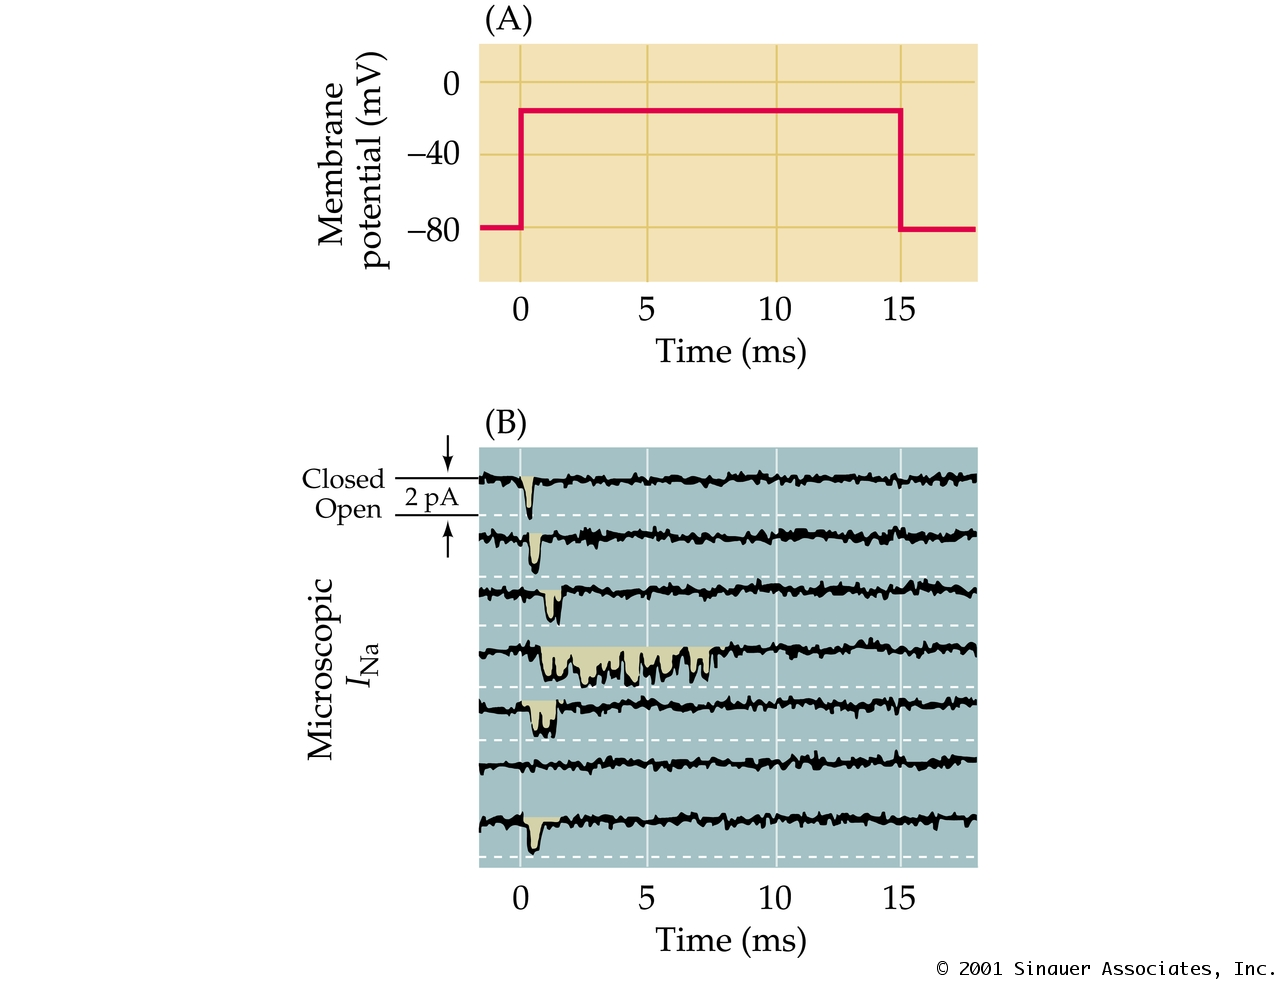 (A)
Membrane
potential (mV)
0
–40
–80
0 5 10 15
Time (ms)
(B)
Closed
2 pA
Open
Microscopic
I Na
0 5 10 15
Time (ms)
© 2001 Sinauer Associates, Inc.